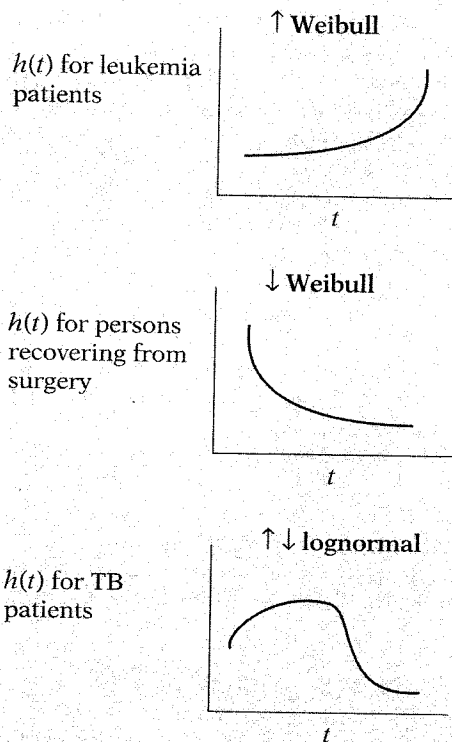 ↑ Weibull
h(t) for leukemia
patients
t
↓ Weibull
h(t) for persons
recovering from
surgery
t
↑↓ lognormal
h(t) for TB
patients
t